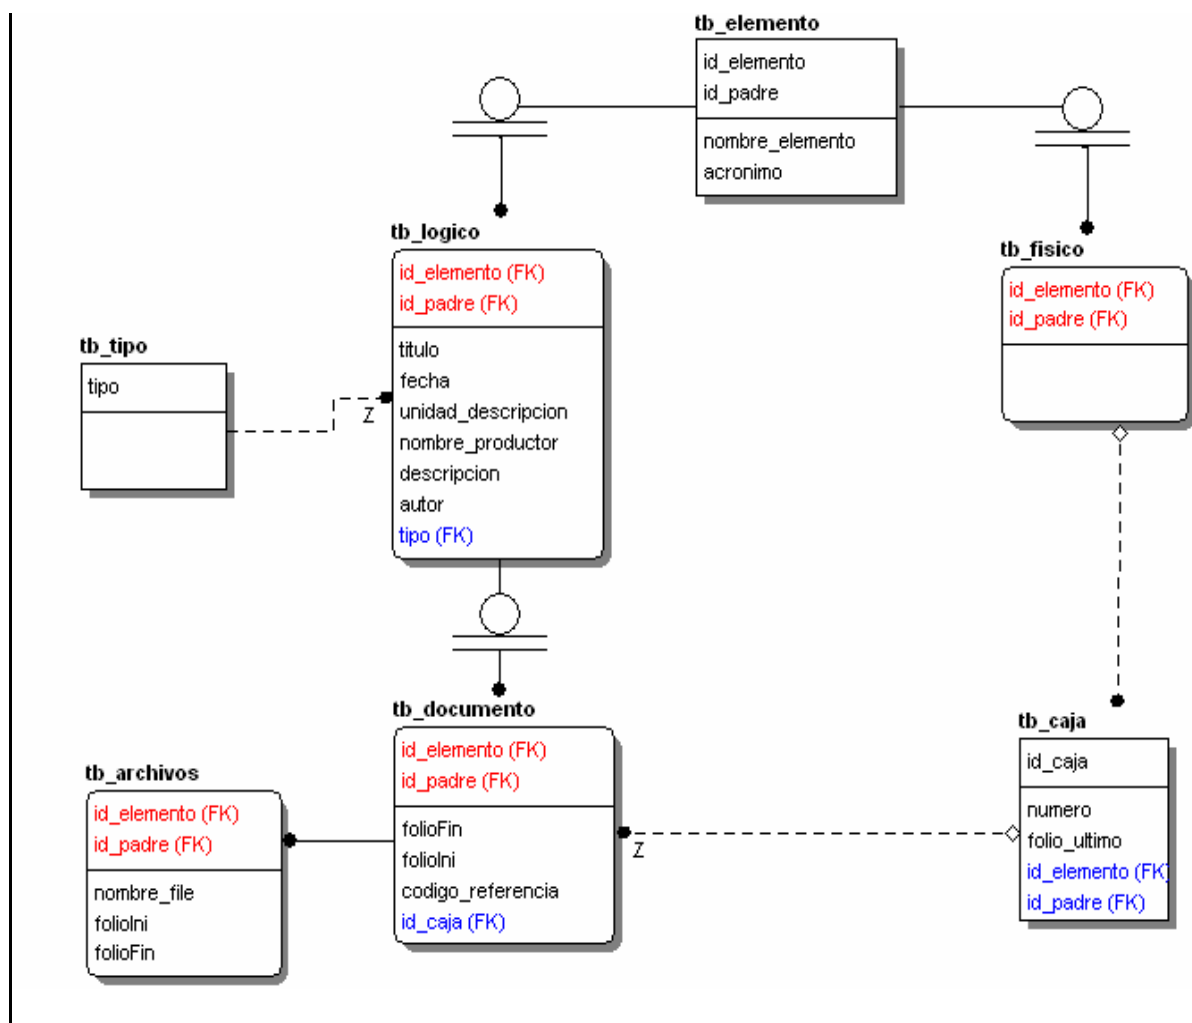 tb_elemento
id_elemento
id_padre
nombre_elemento
acronimo
tb_logico
id_elemento (FK)
id_padre (FK)
titulo
fecha
unidad_descripcion
nombre_productor
descripcion
autor
tipo (FK)
tb_fisico
id_elemento (FK)
id_padre (FK)
tb_tipo
tipo
Z
tb_documento
id_elemento (FK)
id_padre (FK)
folioFin
folioIni
codigo_referencia
id_caja (FK)
tb_archivos
id_elemento (FK)
id_padre (FK)
nombre_file
folioIni
folioFin
Z
tb_caja
id_caja
numero
folio_ultimo
id_elemento (FK
id_padre (FK)